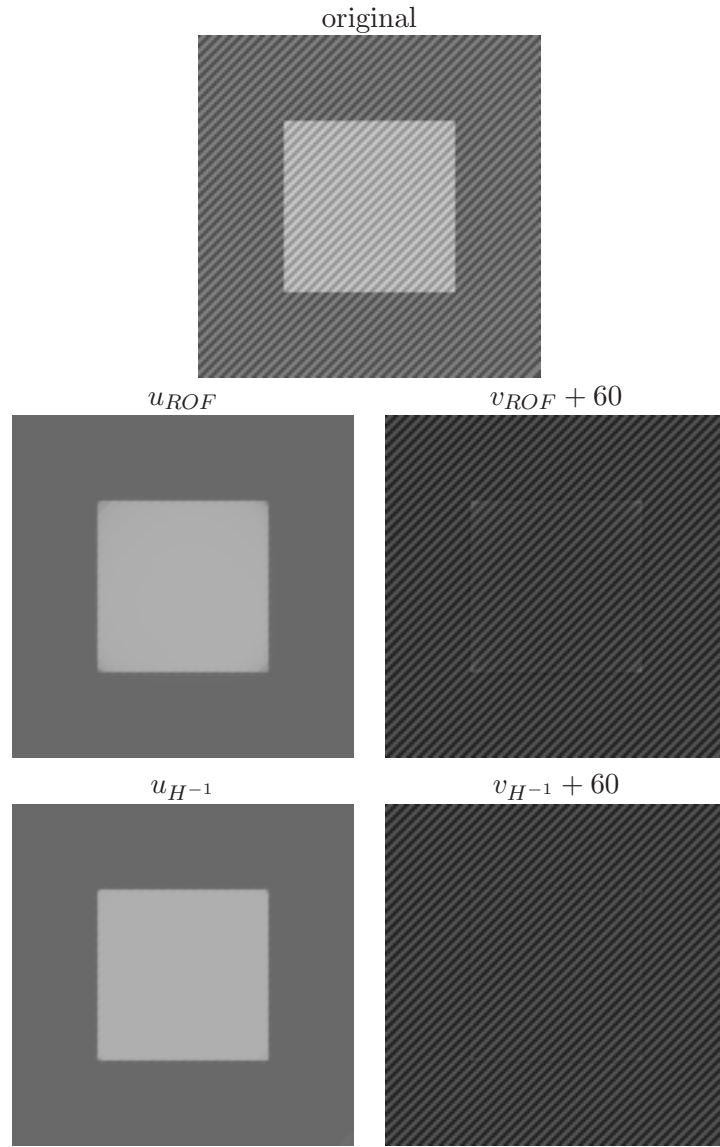 original
u_{ROF}
v_{ROF} + 60
u_{H^{-1}}
v_{H^{-1}} + 60